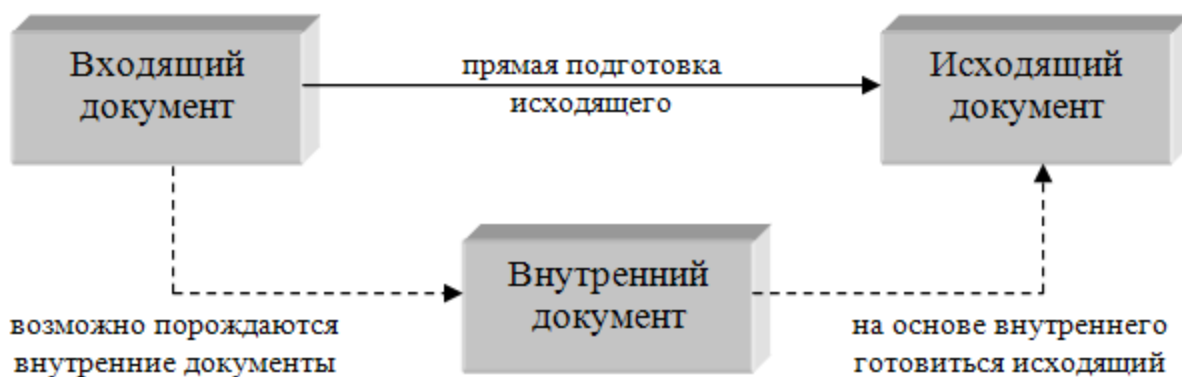 Входящий
документ
прямая подготовка
исходящего
Исходящий
документ
Внутренний
документ
возможно порождаются
внутренние документы
на основе внутреннего
готовиться исходящий